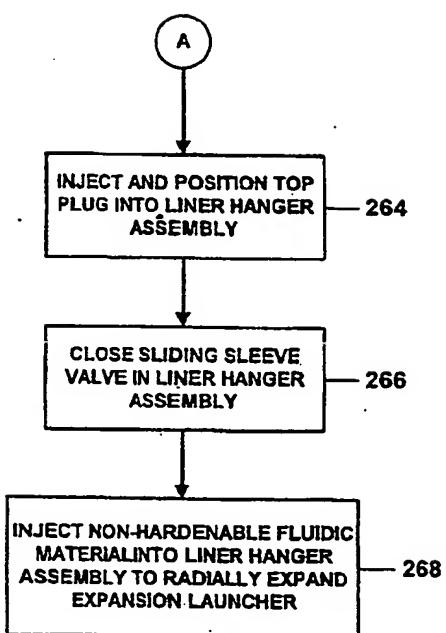 A
INJECT AND POSITION TOP
PLUG INTO LINER HANGER
ASSEMBLY
264
CLOSE SLIDING SLEEVE
VALVE IN LINER HANGER
ASSEMBLY
266
INJECT NON-HARDENABLE FLUIDIC
MATERIALINTO LINER HANGER
ASSEMBLY TO RADIALLY EXPAND
EXPANSION LAUNCHER
268